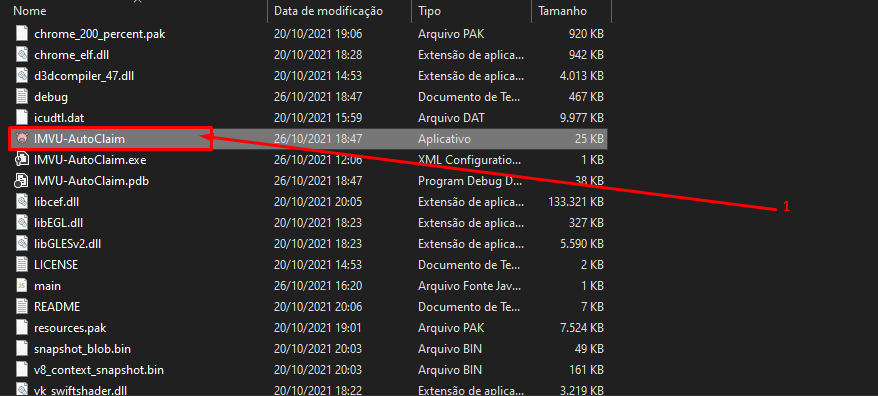 Nome Data de modificação Tipo Tamanho
chrome_200_percent.pak 20/10/2021 19:06 Arquivo PAK 920 KB
chrome_elf.dll 20/10/2021 18:28 Extensão de aplica... 942 KB
d3dcompiler_47.dll 20/10/2021 14:53 Extensão de aplica... 4.013 KB
debug 26/10/2021 18:47 Documento de Te... 467 KB
icudtl.dat 20/10/2021 15:59 Arquivo DAT 9.977 KB
IMVU-AutoClaim 26/10/2021 18:47 Aplicativo 25 KB
IMVU-AutoClaim.exe 26/10/2021 12:06 XML Configuratio... 1 KB
IMVU-AutoClaim.pdb 26/10/2021 18:47 Program Debug D... 38 KB
libcef.dll 20/10/2021 20:05 Extensão de aplica... 133.321 KB
1
libEGL.dll 20/10/2021 18:23 Extensão de aplica... 327 KB
libGLESv2.dll 20/10/2021 18:23 Extensão de aplica... 5.590 KB
LICENSE 20/10/2021 14:53 Documento de Te... 2 KB
main 26/10/2021 16:20 Arquivo Fonte Jav... 1 KB
README 20/10/2021 20:06 Documento de Te... 7 KB
resources.pak 20/10/2021 19:01 Arquivo PAK 7.524 KB
snapshot_blob.bin 20/10/2021 20:03 Arquivo BIN 49 KB
v8_context_snapshot.bin 20/10/2021 20:03 Arquivo BIN 161 KB
vk_swiftshader.dll 20/10/2021 18:22 Extensão de aplica... 3.219 KB